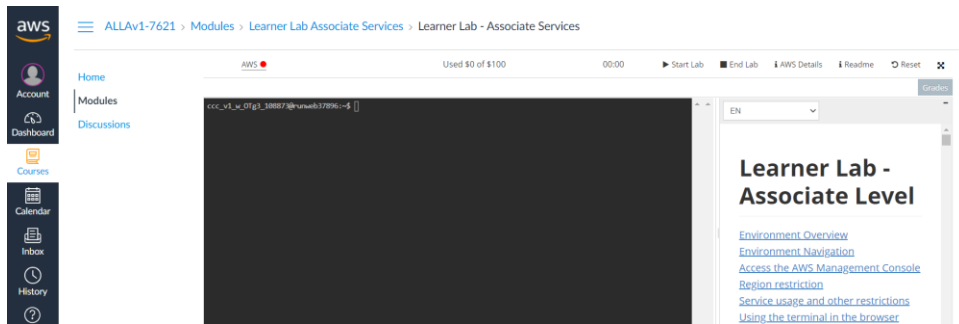 aws
ALLAv1-7621 > Modules > Learner Lab Associate Services > Learner Lab - Associate Services
AWS
Used $0 of $100
00:00
Start Lab
End Lab
AWS Details
Readme
Reset
Grades
Account
Dashboard
Courses
Calendar
Inbox
History
Home
Modules
Discussions
ccc_v1_w_OTg3_108873@runweb37896:~$
EN
Learner Lab -
Associate Level
Environment Overview
Environment Navigation
Access the AWS Management Console
Region restriction
Service usage and other restrictions
Using the terminal in the browser